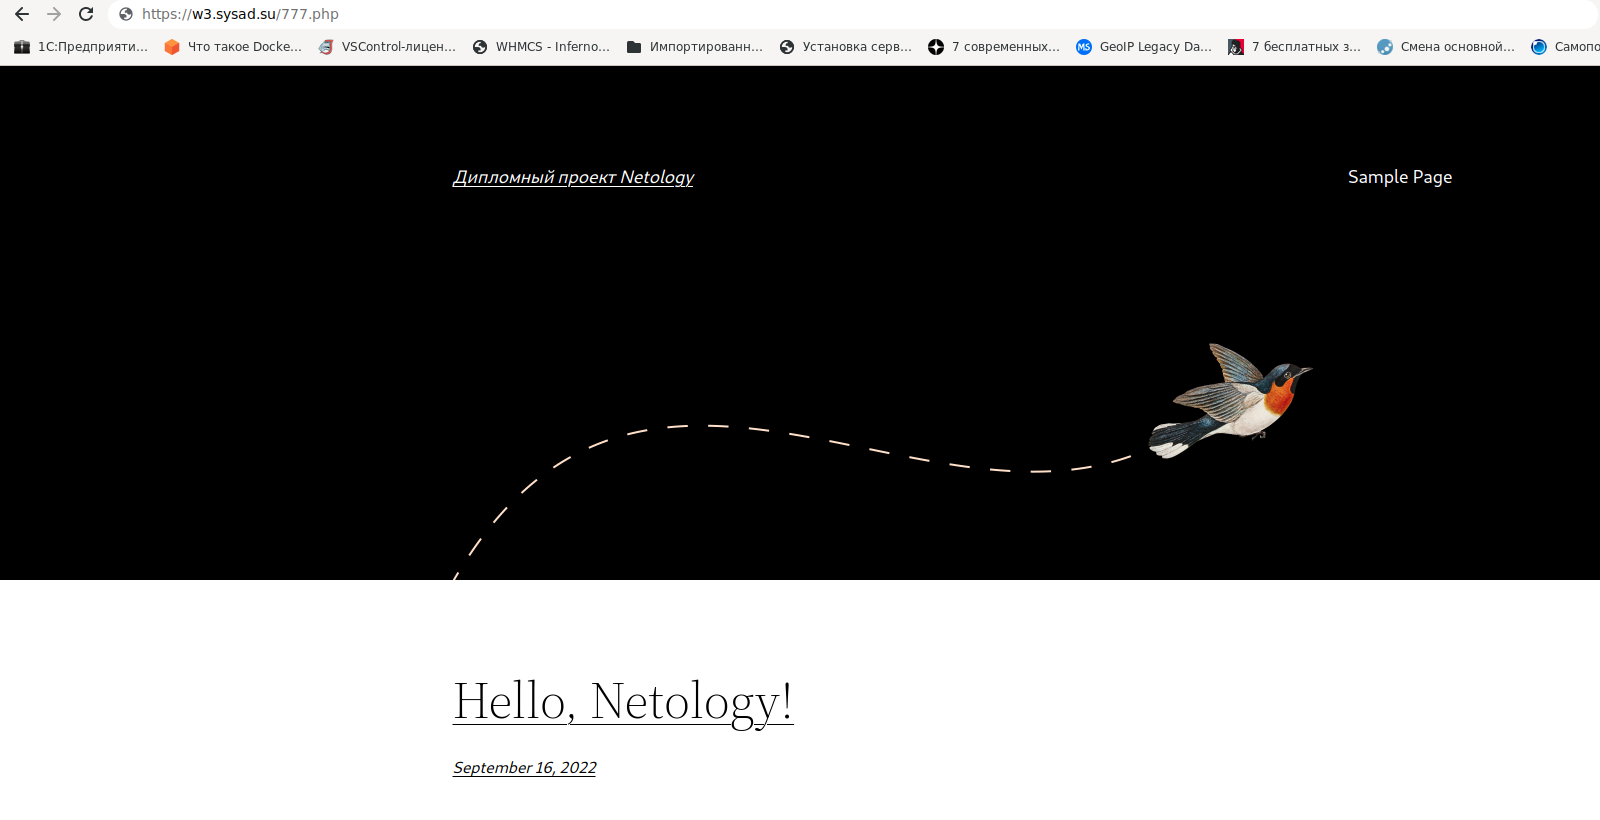 https://w3.sysad.su/777.php
1С:Предприяти... Что такое Docke... VSControl-лицен... WHMCS - Inferno... Импортированн... Установка серв... 7 современных... MS GeoIP Legacy Da... 7 бесплатных з... Смена основной... Самопо
Дипломный проект Netology Sample Page
Hello, Netology!
September 16, 2022